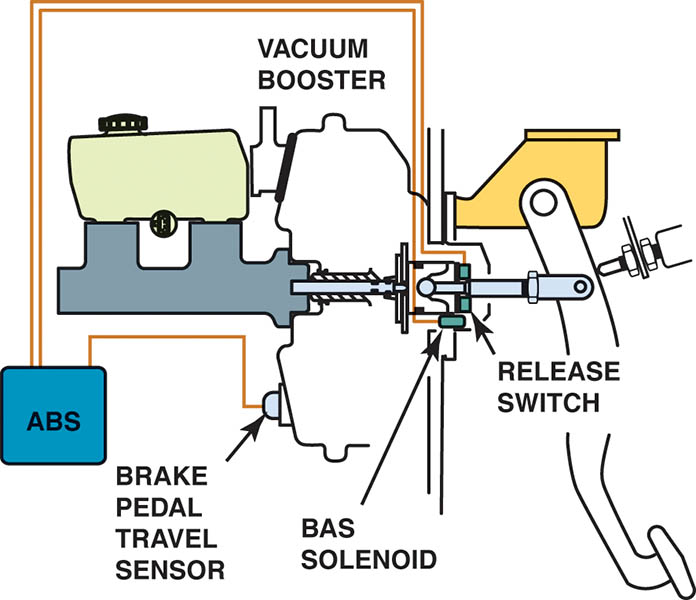 VACUUM
BOOSTER
RELEASE
SWITCH
ABS
BRAKE
PEDAL
TRAVEL
SENSOR
BAS
SOLENOID